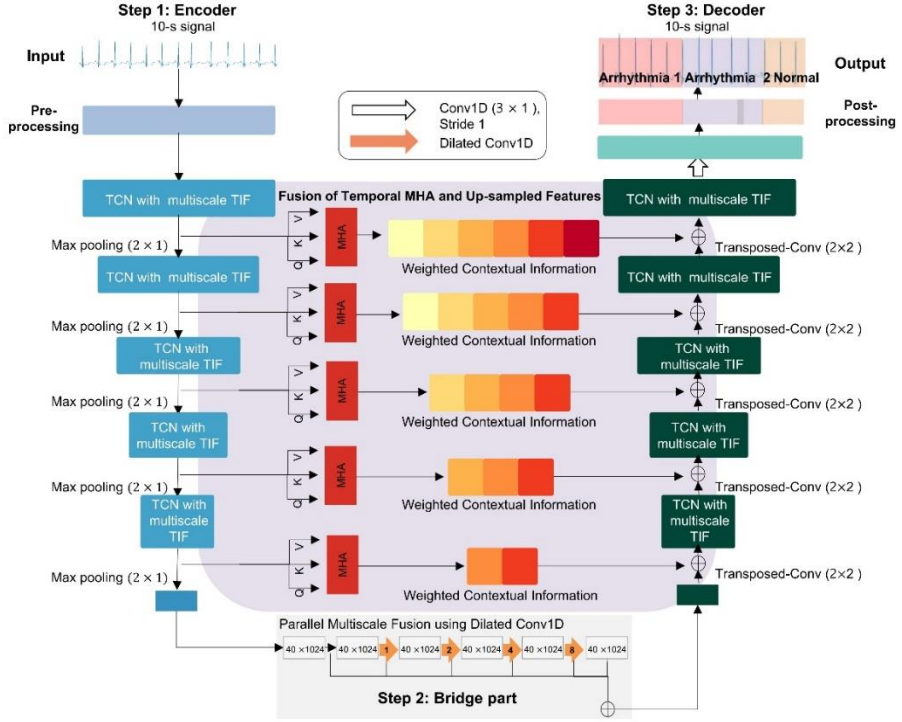 Step 1: Encoder
10-s signal
Input
Pre-
processing
Step 3: Decoder
10-s signal
Arrhythmia 1 Arrhythmia 2 Normal
Output
Post-
processing
Conv1D (3 × 1),
Stride 1
Dilated Conv1D
Fusion of Temporal MHA and Up-sampled Features
TCN with multiscale TIF
V
K
Q
MHA
Weighted Contextual Information
TCN with multiscale TIF
Max pooling (2 × 1)
Transposed-Conv (2×2 )
TCN with multiscale TIF
V
K
Q
MHA
Weighted Contextual Information
TCN with multiscale TIF
Max pooling (2 × 1)
Transposed-Conv (2×2 )
TCN with
multiscale TIF
V
K
Q
MHA
Weighted Contextual Information
TCN with
multiscale TIF
Max pooling (2 × 1)
Transposed-Conv (2×2 )
TCN with
multiscale
TIF
V
K
Q
MHA
Weighted Contextual Information
TCN with
multiscale
TIF
Max pooling (2 × 1)
Transposed-Conv (2×2 )
TCN with
multiscale
TIF
V
K
Q
MHA
Weighted Contextual Information
TCN with
multiscale
TIF
Max pooling (2 × 1)
Transposed-Conv (2×2 )
Parallel Multiscale Fusion using Dilated Conv1D
40 ×1024 40 ×1024 1 40 ×1024 2 40 ×1024 4 40 ×1024 8 40 ×1024
Step 2: Bridge part